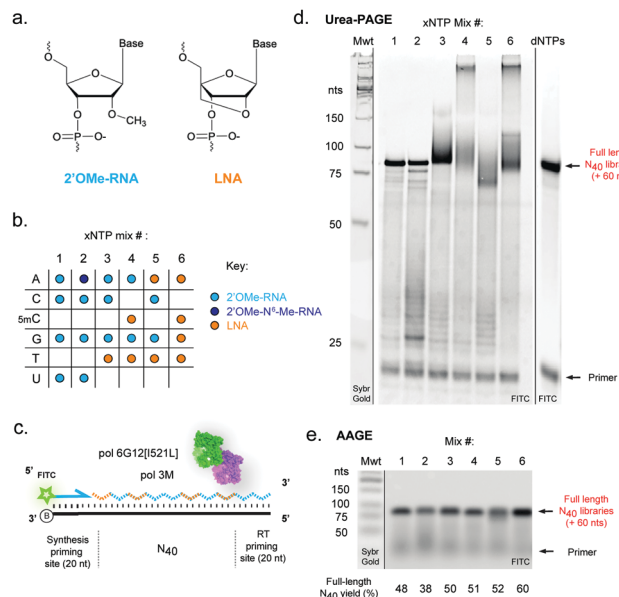 a.
Base
Base
O
O
O
O
O
O
O
CH3
O
O
O=P-O-
O=P-O-
2'OMe-RNA
LNA
b.
xNTP mix # :
1 2 3 4 5 6
A
C
5mC
G
T
U
Key:
2'OMe-RNA
2'OMe-N6-Me-RNA
LNA
c.
pol 6G12[I521L]
pol 3M
5'
FITC
3'
3'
B
5'
Synthesis
priming
site (20 nt)
N40
RT
priming
site (20 nt)
d. Urea-PAGE
xNTP Mix #:
Mwt 1 2 3 4 5 6 dNTPs
nts
150
100
75
50
25
Full len
N40 libra
(+ 60 n
Primer
Sybr
Gold
FITC
FITC
e. AAGE
Mix #:
Mwt 1 2 3 4 5 6
nts
150
100
75
50
Full length
N40 libraries
(+ 60 nts)
Primer
Sybr
Gold
FITC
Full-length
N40 yield (%)
48 38 50 51 52 60